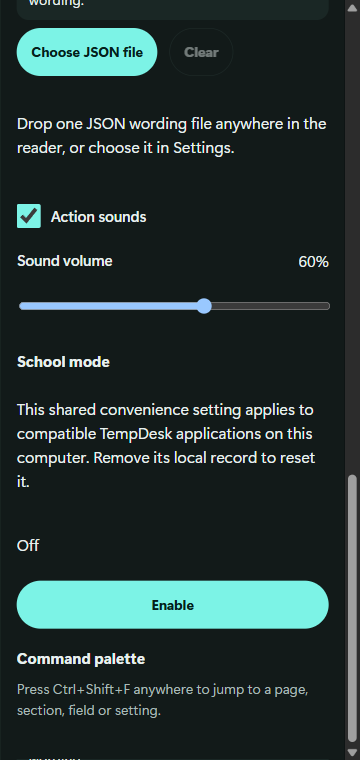 wording.
Choose JSON file
Clear
Drop one JSON wording file anywhere in the
reader, or choose it in Settings.
Action sounds
Sound volume
60%
School mode
This shared convenience setting applies to
compatible TempDesk applications on this
computer. Remove its local record to reset
it.
Off
Enable
Command palette
Press Ctrl+Shift+F anywhere to jump to a page,
section, field or setting.